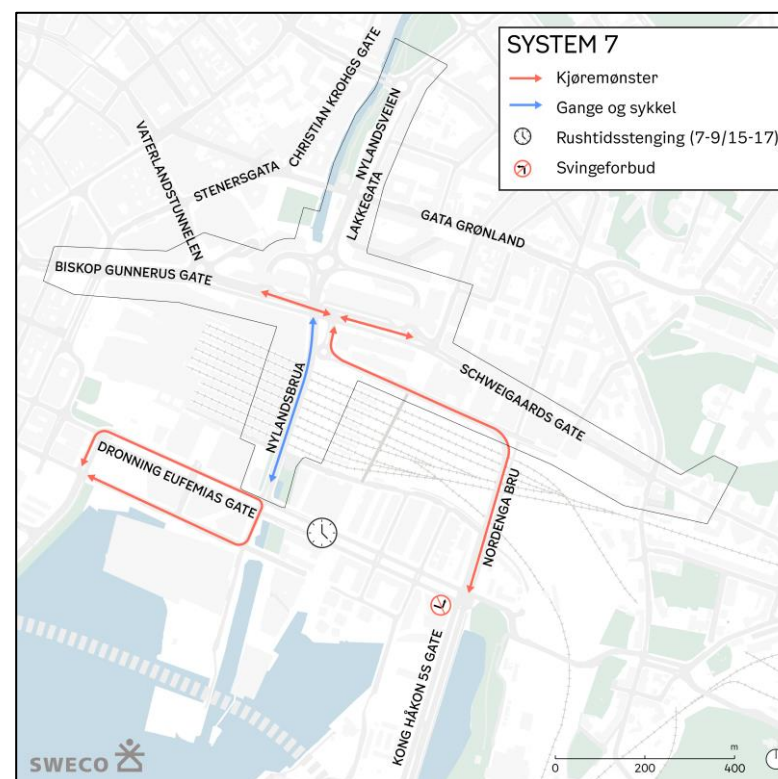 SYSTEM 7
Kjøremønster
Gange og sykkel
Rushtidsstenging (7-9/15-17)
Svingeforbud
CHRISTIAN KROHGS GATE
NYLANDSVEIEN
VATERLANDSTUNNELEN
STENERSGATA
LAKKEGATA
GATA GRØNLAND
BISKOP GUNNERUS GATE
SCHWEIGAARDS GATE
NYLANDSBRUA
DRONNING EUFEMIAS GATE
NORDENGA BRU
KONG HÅKON 5S GATE
SWECO
m
0 200 400